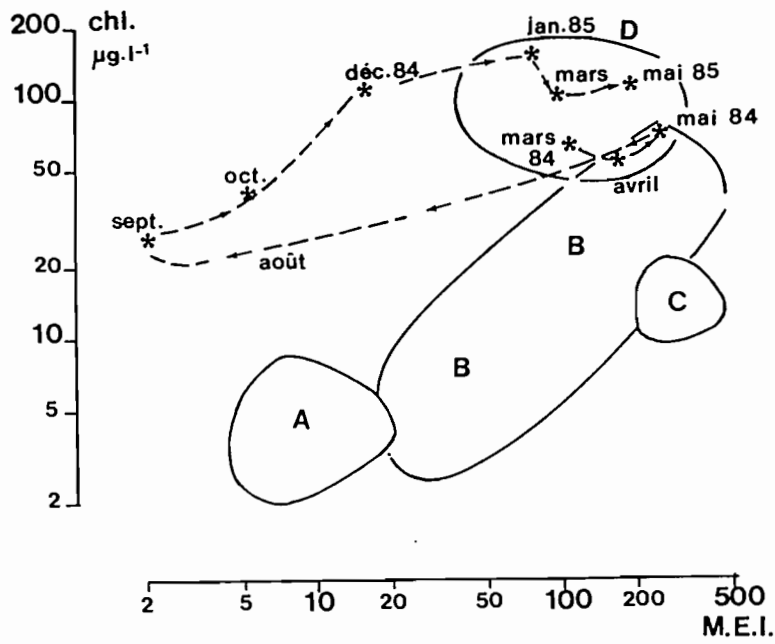 200
chl.
µg.l⁻¹
100
50
20
10
5
2
jan.85
D
déc.84
mars
mai 85
mai 84
mars
84
avril
oct.
sept.
août
B
C
B
A
2
5
10
20
50
100
200
500
M.E.I.